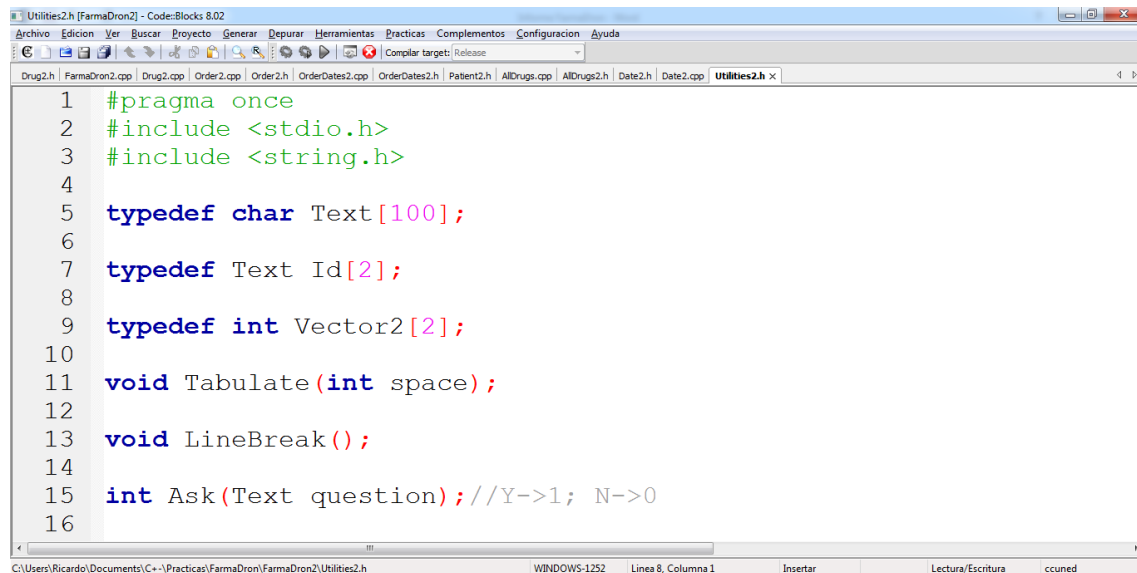 Utilities2.h [FarmaDron2] - Code::Blocks 8.02
Archivo Edicion Ver Buscar Proyecto Generar Depurar Herramientas Practicas Complementos Configuracion Ayuda
Compilar target: Release
Drug2.h FarmaDron2.cpp Drug2.cpp Order2.cpp Order2.h OrderDates2.cpp OrderDates2.h Patient2.h AllDrugs.cpp AllDrugs2.h Date2.h Date2.cpp Utilities2.h ×
1 #pragma once
2 #include <stdio.h>
3 #include <string.h>
4
5 typedef char Text[100];
6
7 typedef Text Id[2];
8
9 typedef int Vector2[2];
10
11 void Tabulate(int space);
12
13 void LineBreak();
14
15 int Ask(Text question);//Y->1; N->0
16
C:\Users\Ricardo\Documents\C+-\Practicas\FarmaDron\FarmaDron2\Utilities2.h WINDOWS-1252 Linea 8, Columna 1 Insertar Lectura/Escritura ccuned